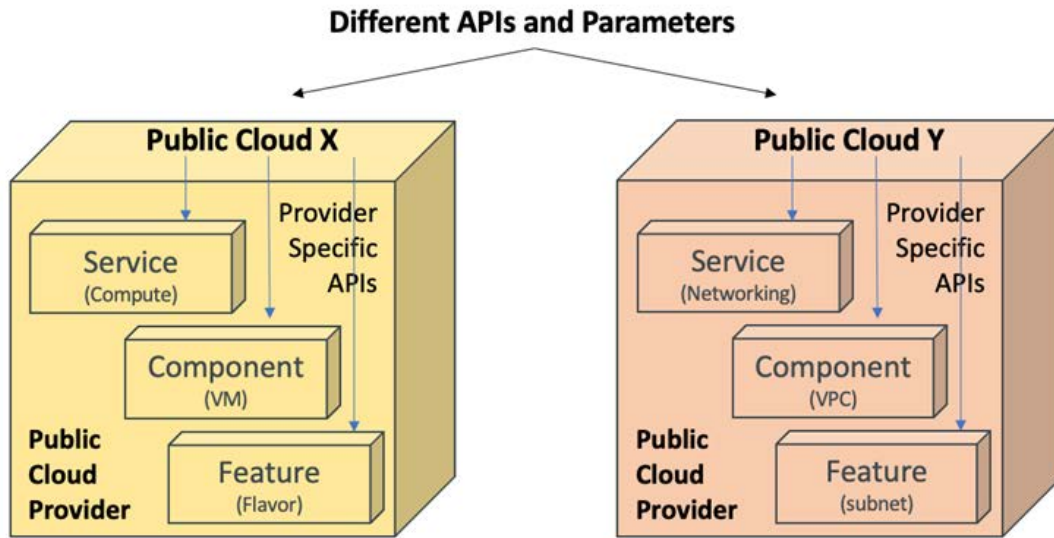 Different APIs and Parameters
Public Cloud X
Provider
Specific
APIs
Service
(Compute)
Component
(VM)
Feature
(Flavor)
Public
Cloud
Provider
Public Cloud Y
Provider
Specific
APIs
Service
(Networking)
Component
(VPC)
Feature
(subnet)
Public
Cloud
Provider